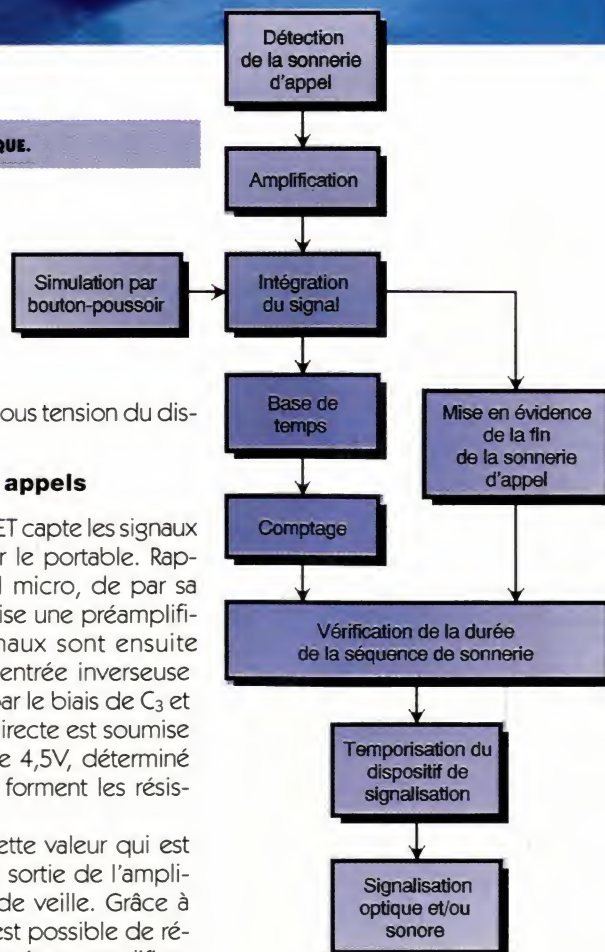 Détection
de la sonnerie
d'appel
QUE.
Amplification
Simulation par
bouton-poussoir
Intégration
du signal
Base de
temps
Mise en évidence
de la fin
de la sonnerie
d'appel
Comptage
Vérification de la durée
de la séquence de sonnerie
Temporisation du
dispositif de
signalisation
Signalisation
optique et/ou
sonore
ous tension du dis-
appels
ET capte les signaux
r le portable. Rap-
l micro, de par sa
ise une préamplifi-
naux sont ensuite
entrée inverseuse
par le biais de C₃ et
directe est soumise
e 4,5V, déterminé
forment les résis-
ette valeur qui est
sortie de l'ampli-
de veille. Grâce à
est possible de ré-